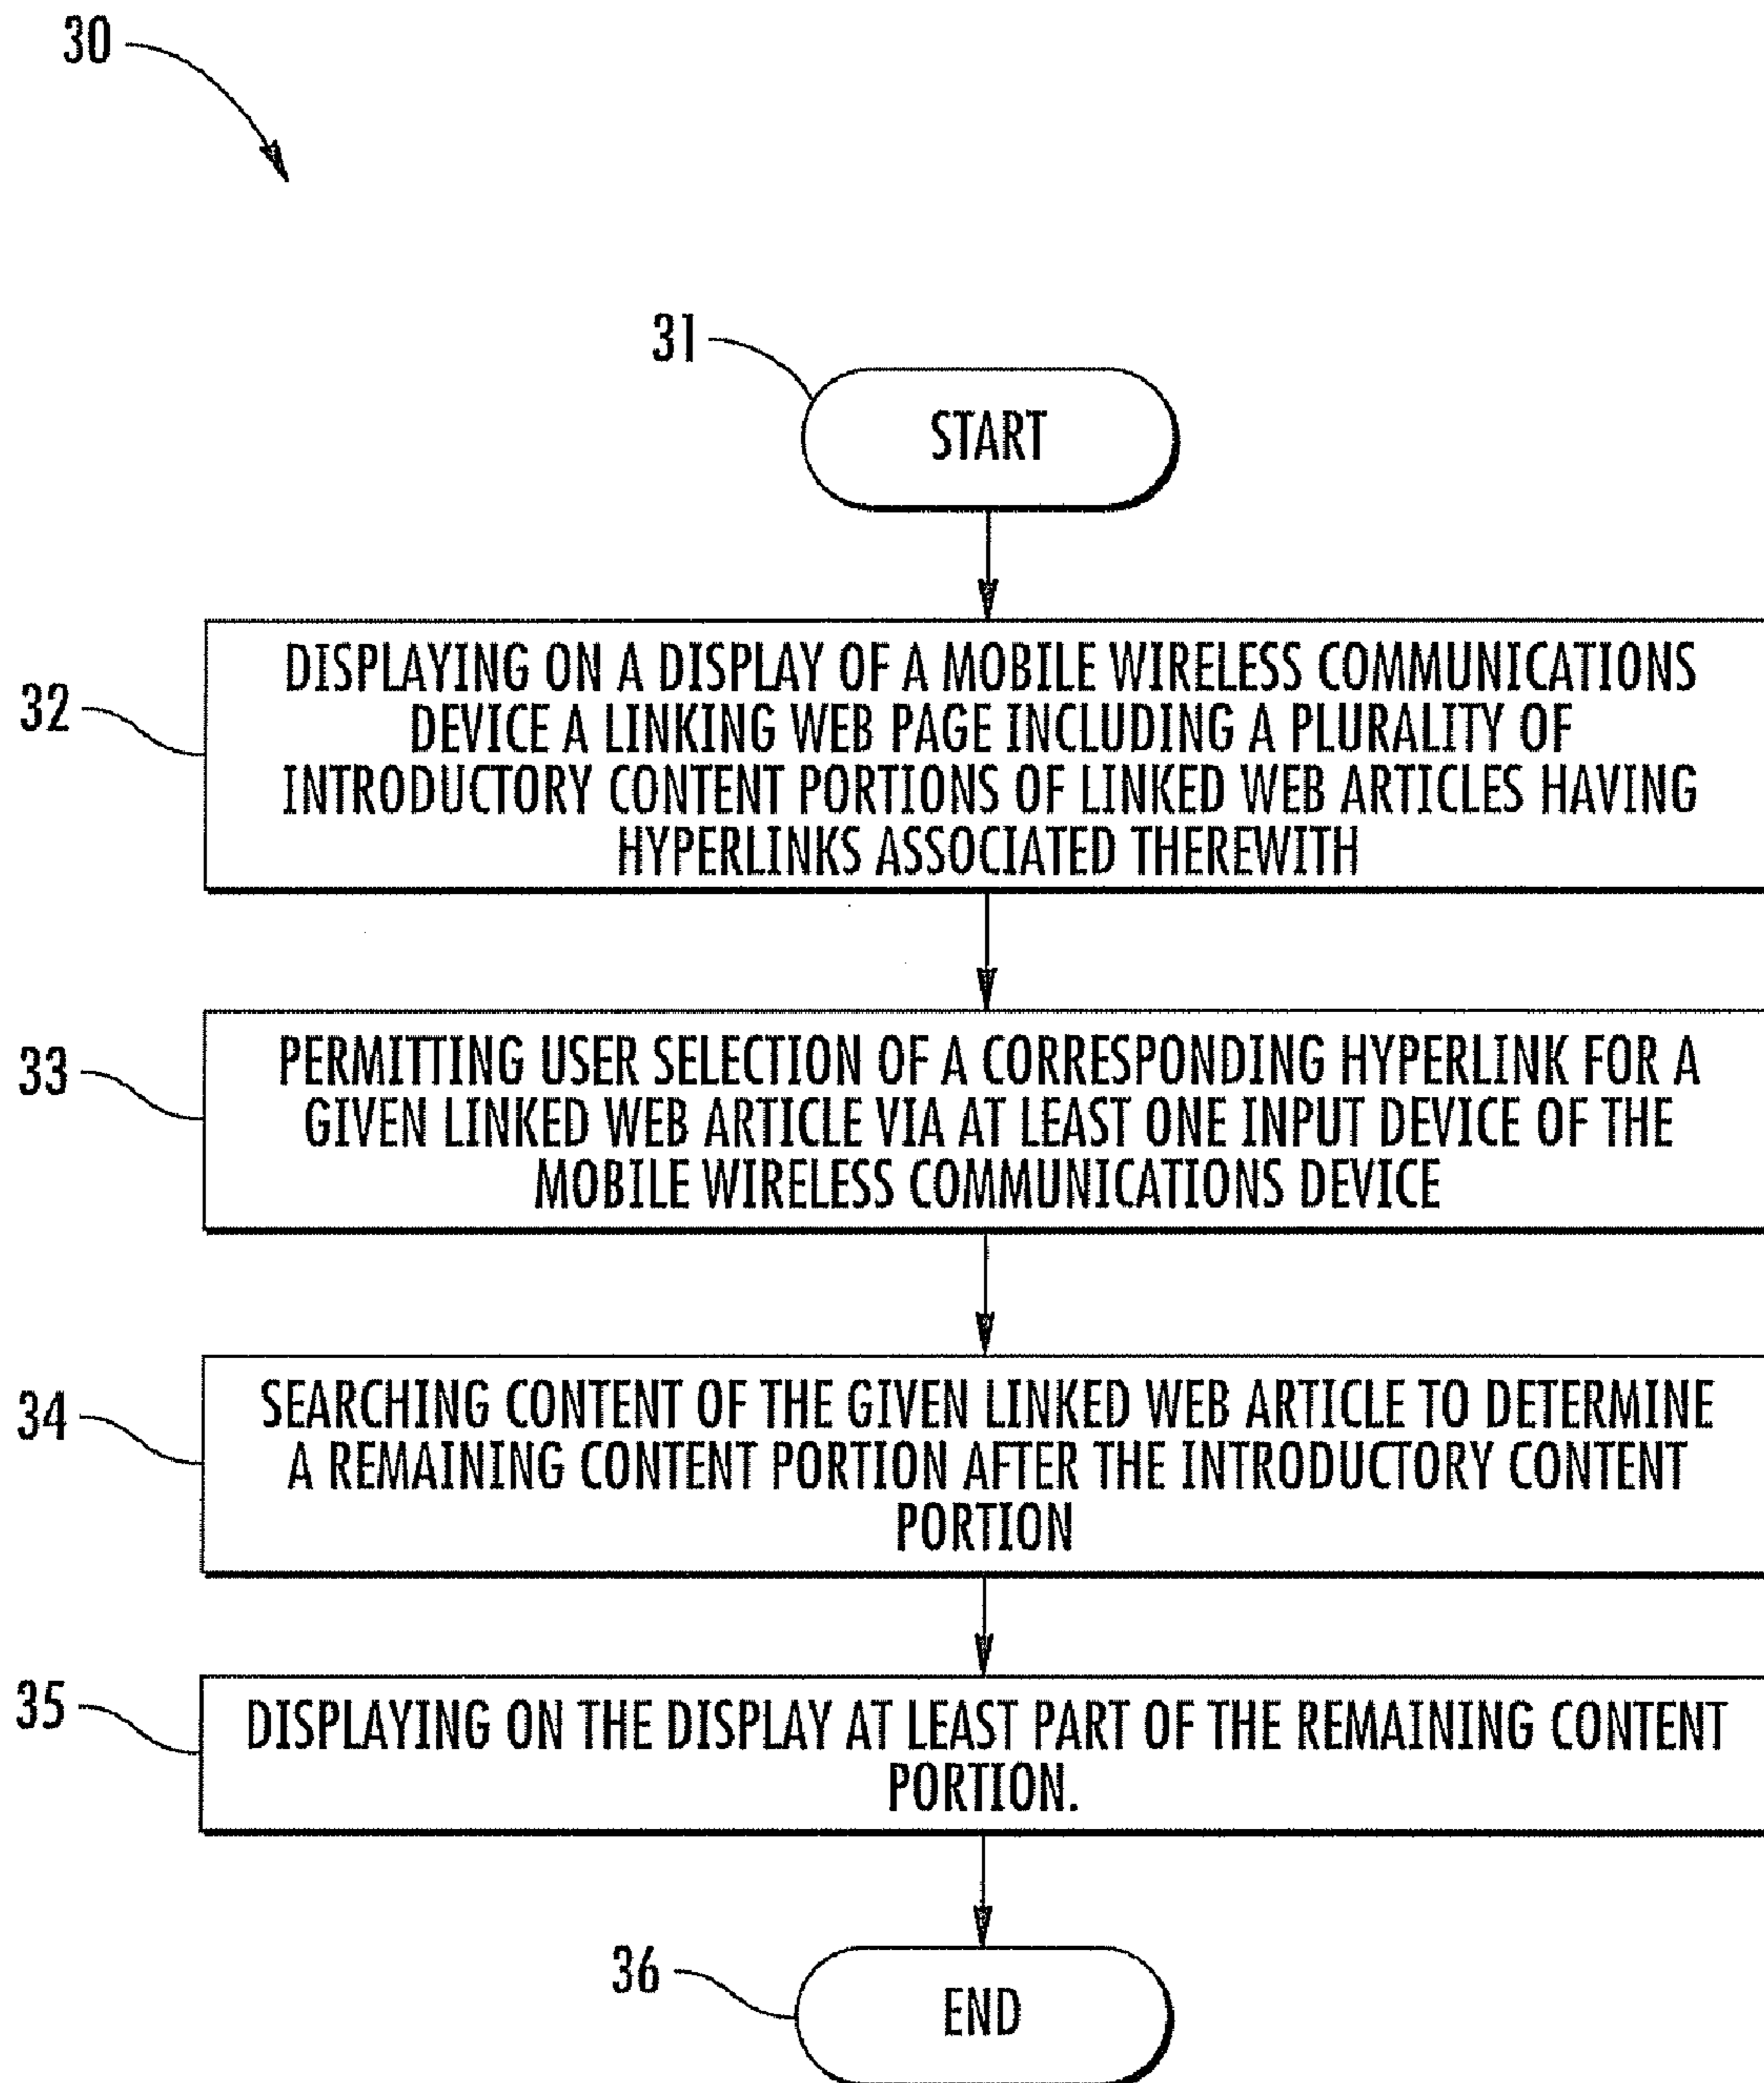 30
31
START
32
DISPLAYING ON A DISPLAY OF A MOBILE WIRELESS COMMUNICATIONS
DEVICE A LINKING WEB PAGE INCLUDING A PLURALITY OF
INTRODUCTORY CONTENT PORTIONS OF LINKED WEB ARTICLES HAVING
HYPERLINKS ASSOCIATED THEREWITH
33
PERMITTING USER SELECTION OF A CORRESPONDING HYPERLINK FOR A
GIVEN LINKED WEB ARTICLE VIA AT LEAST ONE INPUT DEVICE OF THE
MOBILE WIRELESS COMMUNICATIONS DEVICE
34
SEARCHING CONTENT OF THE GIVEN LINKED WEB ARTICLE TO DETERMINE
A REMAINING CONTENT PORTION AFTER THE INTRODUCTORY CONTENT
PORTION
35
DISPLAYING ON THE DISPLAY AT LEAST PART OF THE REMAINING CONTENT
PORTION.
36
END